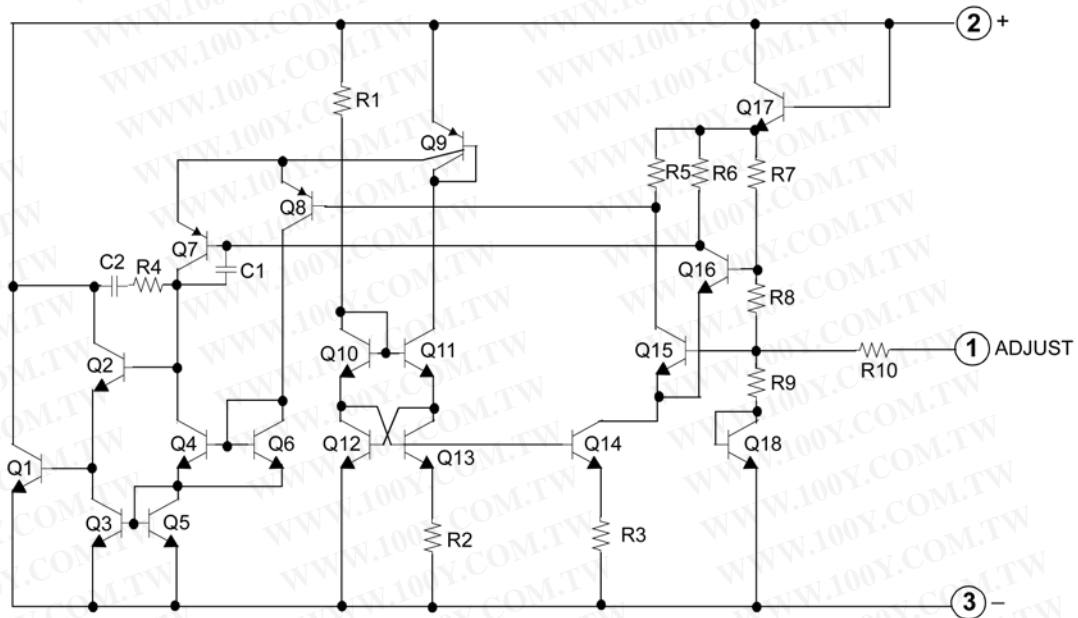 2 +
R1
Q17
Q9
R5
R6
R7
Q8
Q7
C2
R4
C1
Q16
R8
Q2
Q10
Q11
Q15
1 ADJUST
R10
R9
Q4
Q6
Q12
Q13
Q14
Q18
Q1
Q3
Q5
R2
R3
3 –
WWW.100Y.COM.TW